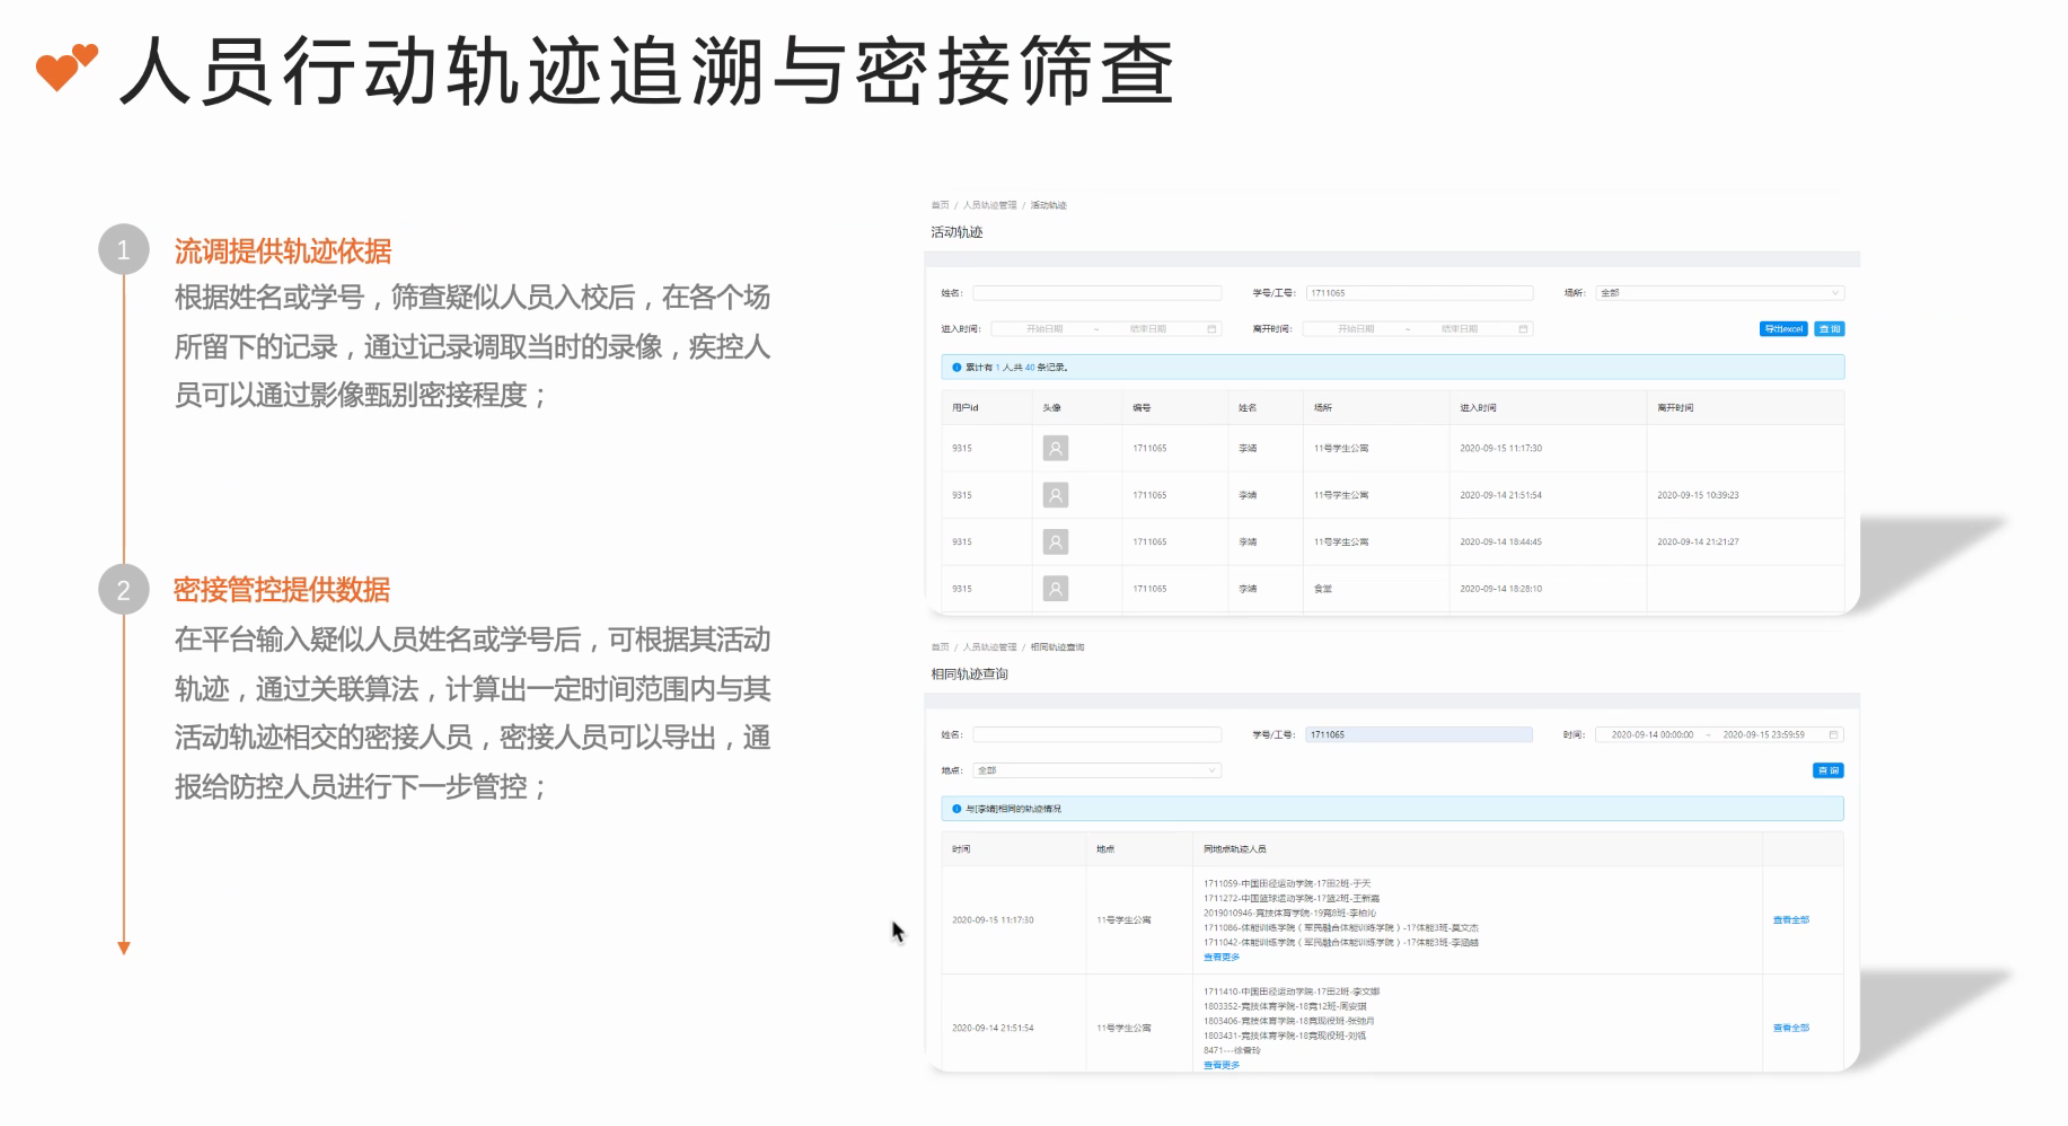 人员行动轨迹追溯与密接筛查
1
流调提供轨迹依据
根据姓名或学号，筛查疑似人员入校后，在各个场
所留下的记录，通过记录调取当时的录像，疾控人
员可以通过影像甄别密接程度；
2
密接管控提供数据
在平台输入疑似人员姓名或学号后，可根据其活动
轨迹，通过关联算法，计算出一定时间范围内与其
活动轨迹相交的密接人员，密接人员可以导出，通
报给防控人员进行下一步管控；
首页 / 人员轨迹管理 / 活动轨迹
活动轨迹
姓名： 学号/工号： 1711065 场所： 全部
进入时间： 开始日期 ~ 结束日期 离开时间： 开始日期 ~ 结束日期 导出excel 查 询
累计有 1 人,共 40 条记录。
用户id 头像 编号 姓名 场所 进入时间 离开时间
9315 1711065 李婧 11号学生公寓 2020-09-15 11:17:30
9315 1711065 李婧 11号学生公寓 2020-09-14 21:51:54 2020-09-15 10:39:23
9315 1711065 李婧 11号学生公寓 2020-09-14 18:44:45 2020-09-14 21:21:27
9315 1711065 李婧 食堂 2020-09-14 18:28:10
首页 / 人员轨迹管理 / 相同轨迹查询
相同轨迹查询
姓名： 学号/工号： 1711065 时间： 2020-09-14 00:00:00 ~ 2020-09-15 23:59:59
地点： 全部 查 询
与[李婧]相同的轨迹情况
时间 地点 同地点轨迹人员
1711059-中国田径运动学院-17田2班-于天
1711272-中国篮球运动学院-17篮2班-王新嘉
2019010946-竞技体育学院-19竞8班-李柏沁
2020-09-15 11:17:30 11号学生公寓 查看全部
1711086-体能训练学院（军民融合体能训练学院）-17体能3班-莫文杰
1711042-体能训练学院（军民融合体能训练学院）-17体能3班-李涵越
查看更多
1711410-中国田径运动学院-17田2班-李文娜
1803352-竞技体育学院-18竞12班-周安琪
1803406-竞技体育学院-18竞现役班-张弛月
2020-09-14 21:51:54 11号学生公寓 查看全部
1803431-竞技体育学院-18竞现役班-刘
8471---徐香玲
查看更多